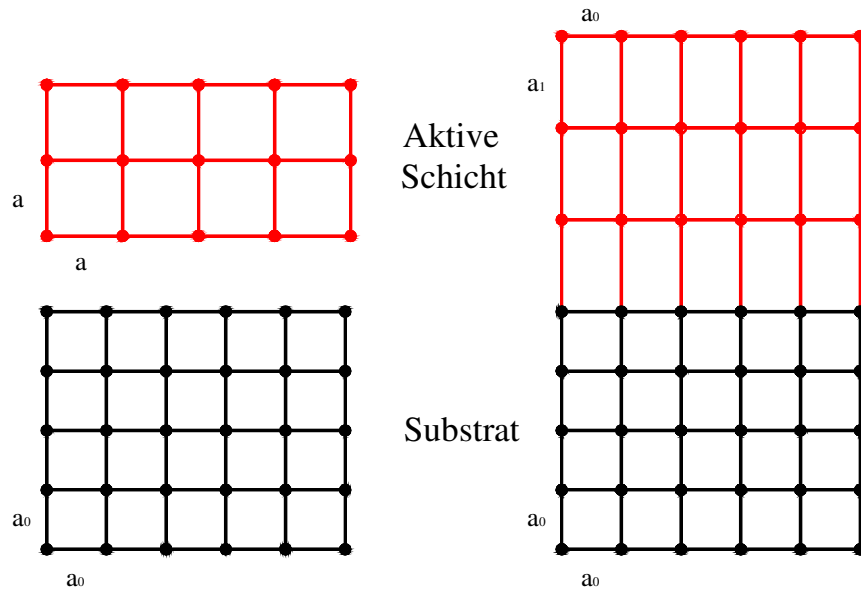 a₀
a₁
Aktive
Schicht
a
a
Substrat
a₀
a₀
a₀
a₀